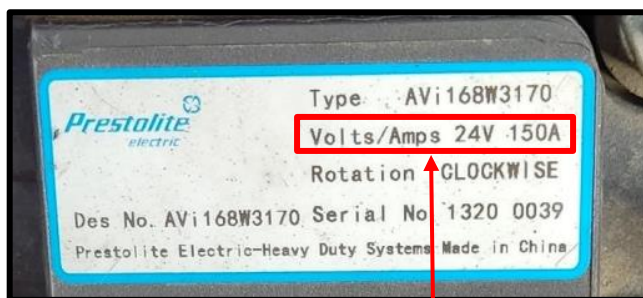 Prestolite
electric
Type AVi168W3170
Volts/Amps 24V 150A
Rotation CLOCKWISE
Des No. AVi168W3170 Serial No 1320 0039
Prestolite Electric-Heavy Duty Systems Made in China